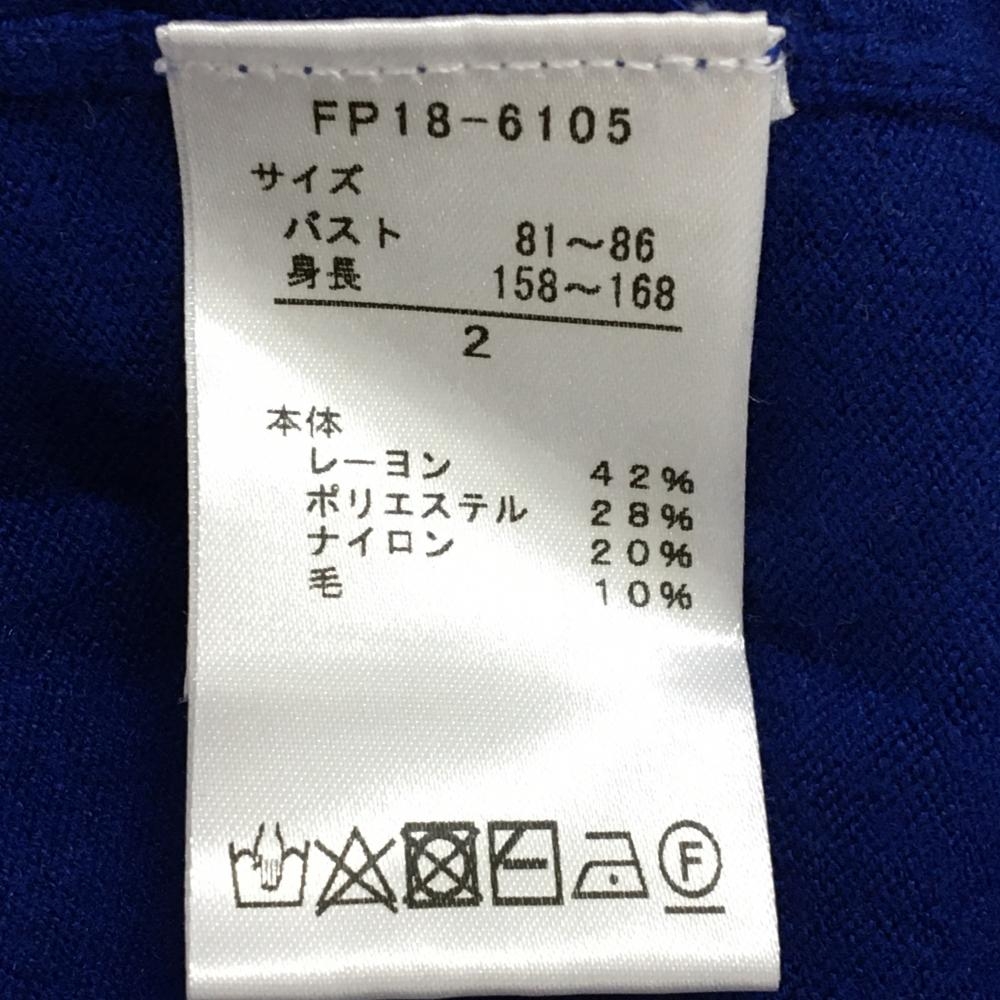 FP18-6105
サイズ
バスト 81~86
身長 158~168
2
本体
レーヨン 42%
ポリエステル 28%
ナイロン 20%
毛 10%
F